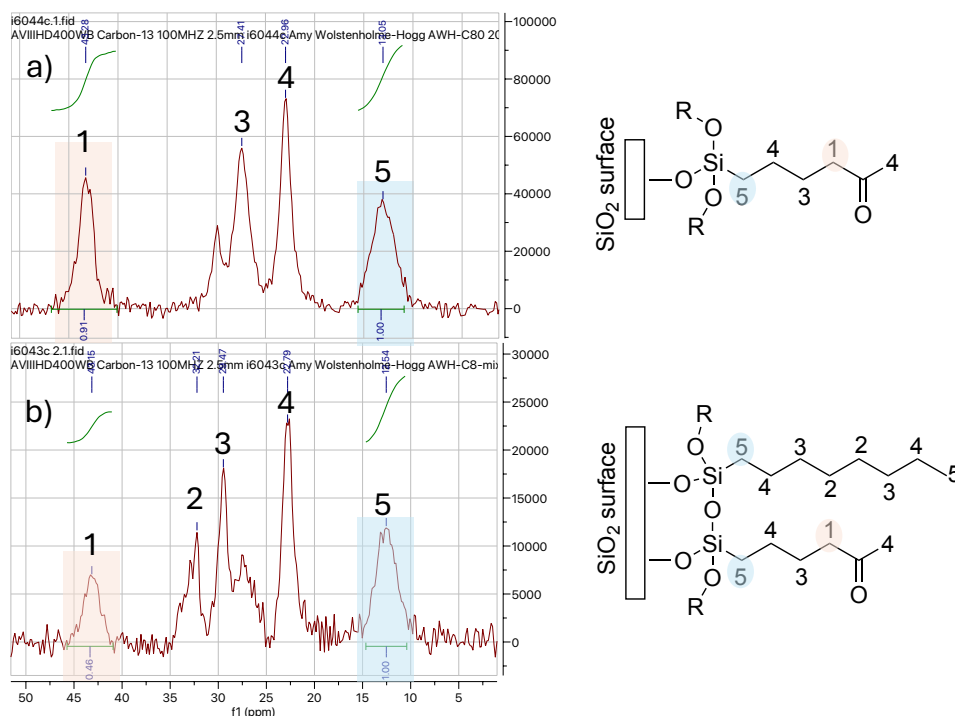 i6044c.1.fid
AVIIIHD400WB Carbon-13 100MHZ 2.5mm i6044c Amy Wolstenholme-Hogg AWH-C80 20
a)
1
3
4
5
27.41
22.96
100000
80000
60000
40000
20000
0
0.91
1.00
i6043c 2.1.fid
AVIIIHD400WB Carbon-13 100MHZ 2.5mm i6043c Amy Wolstenholme-Hogg AWH-C8-mix
b)
1
2
3
4
5
30000
25000
20000
15000
10000
5000
0
0.46
1.00
50 45 40 35 30 25 20 15 10 5
f1 (ppm)
SiO2 surface
R
O
Si
O
O
R
5
4
3
1
O
4
SiO2 surface
R
O
O
Si
5
4
3
2
2
3
4
5
O
O
Si
O
R
5
4
3
1
O
4